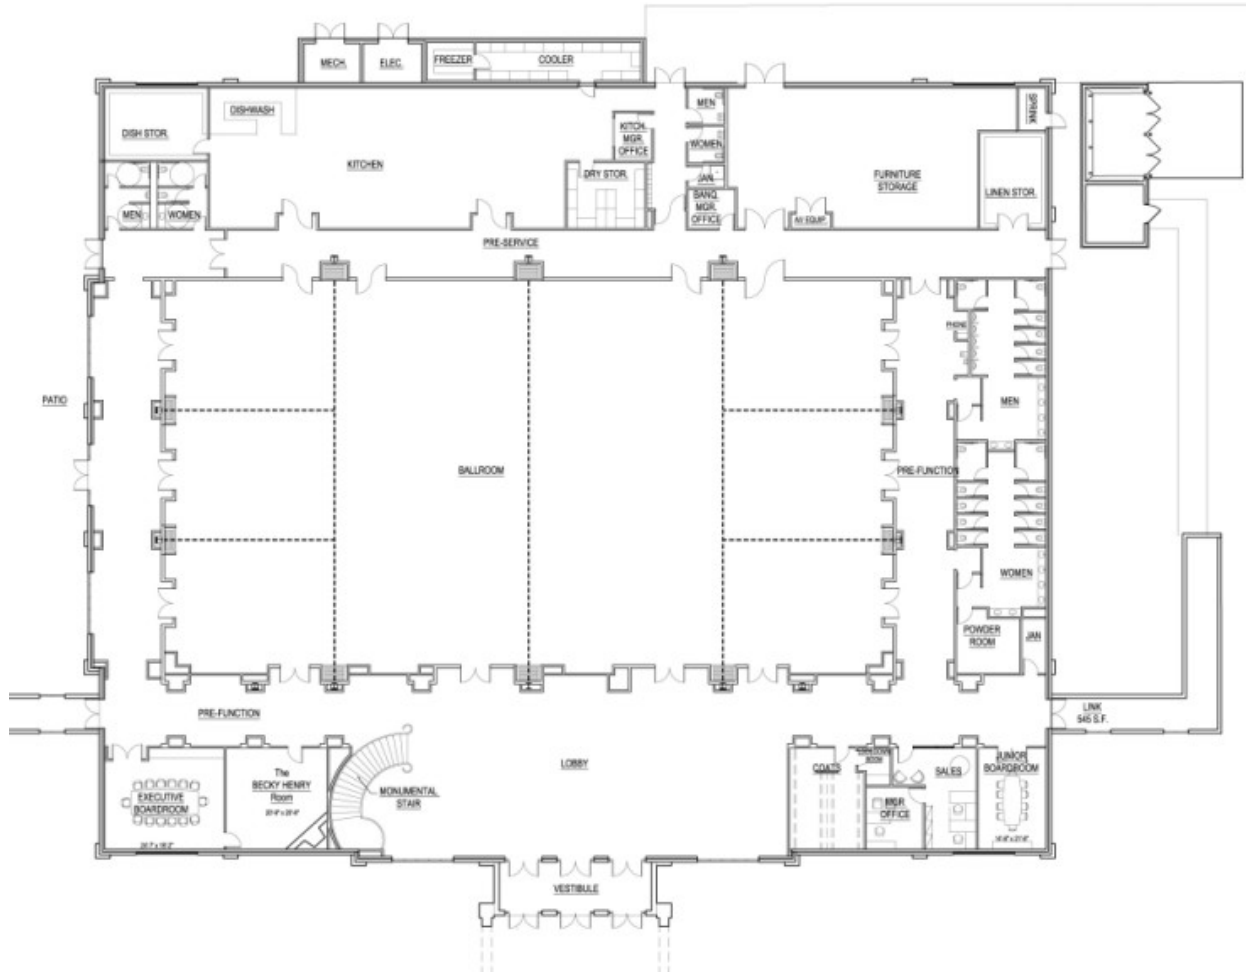 MECH.
ELEC.
FREEZER
COOLER
DISH STOR.
DISHWASH
KITCHEN
KITCH.
MGR.
OFFICE
DRY STOR.
MEN
WOMEN
JAN.
BANQ.
MGR.
OFFICE
FURNITURE
STORAGE
SPRINK
LINEN STOR.
AV EQUIP.
MEN
WOMEN
PRE-SERVICE
PHONE
PATIO
MEN
BALLROOM
PRE-FUNCTION
WOMEN
POWDER
ROOM
JAN
PRE-FUNCTION
LINK
545 S.F.
LOBBY
The
BECKY HENRY
Room
MONUMENTAL
STAIR
EXECUTIVE
BOARDROOM
COATS
ROOM
SALES
JUNIOR
BOARDROOM
MGR
OFFICE
VESTIBULE